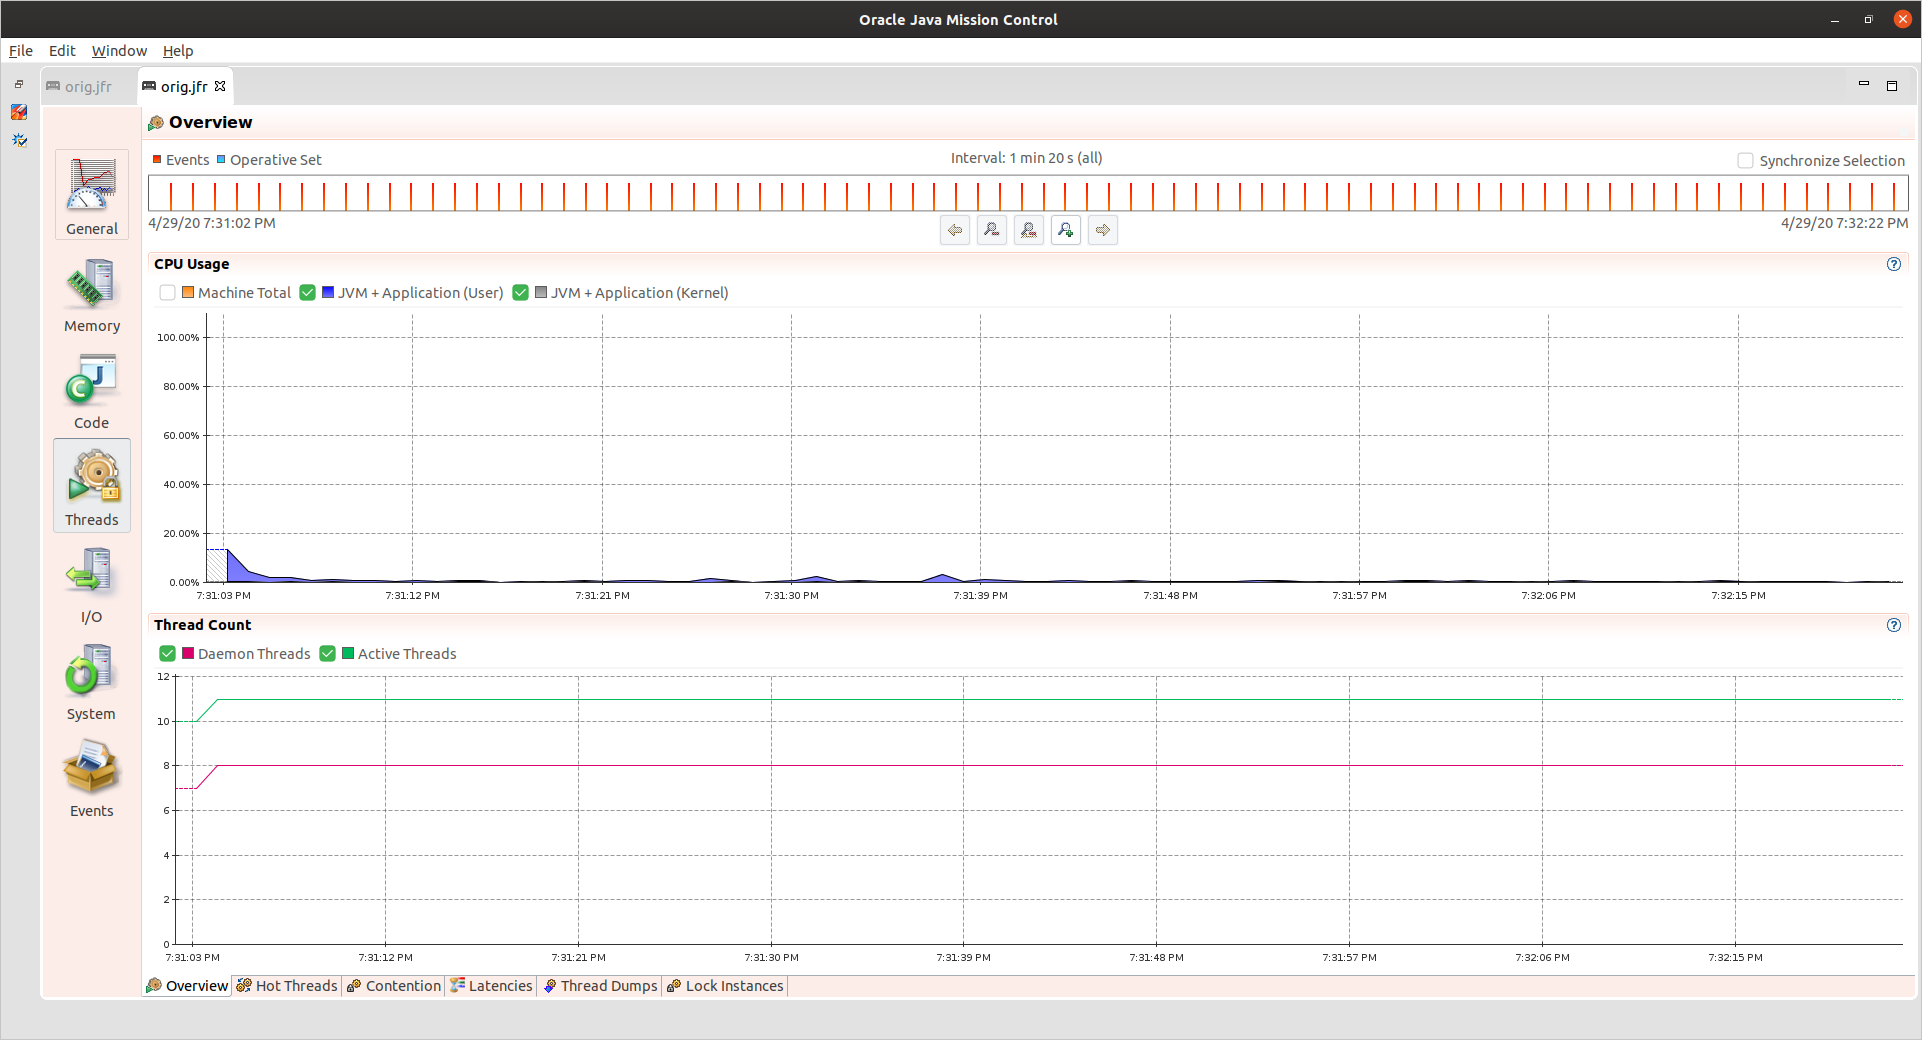 Oracle Java Mission Control
File Edit Window Help
orig.jfr orig.jfr
Overview
Events Operative Set Interval: 1 min 20 s (all) Synchronize Selection
4/29/20 7:31:02 PM 4/29/20 7:32:22 PM
General
Memory
Code
Threads
I/O
System
Events
CPU Usage
Machine Total JVM + Application (User) JVM + Application (Kernel)
100.00%
80.00%
60.00%
40.00%
20.00%
0.00%
7:31:03 PM 7:31:12 PM 7:31:21 PM 7:31:30 PM 7:31:39 PM 7:31:48 PM 7:31:57 PM 7:32:06 PM 7:32:15 PM
Thread Count
Daemon Threads Active Threads
12
10
8
6
4
2
0
7:31:03 PM 7:31:12 PM 7:31:21 PM 7:31:30 PM 7:31:39 PM 7:31:48 PM 7:31:57 PM 7:32:06 PM 7:32:15 PM
Overview Hot Threads Contention Latencies Thread Dumps Lock Instances